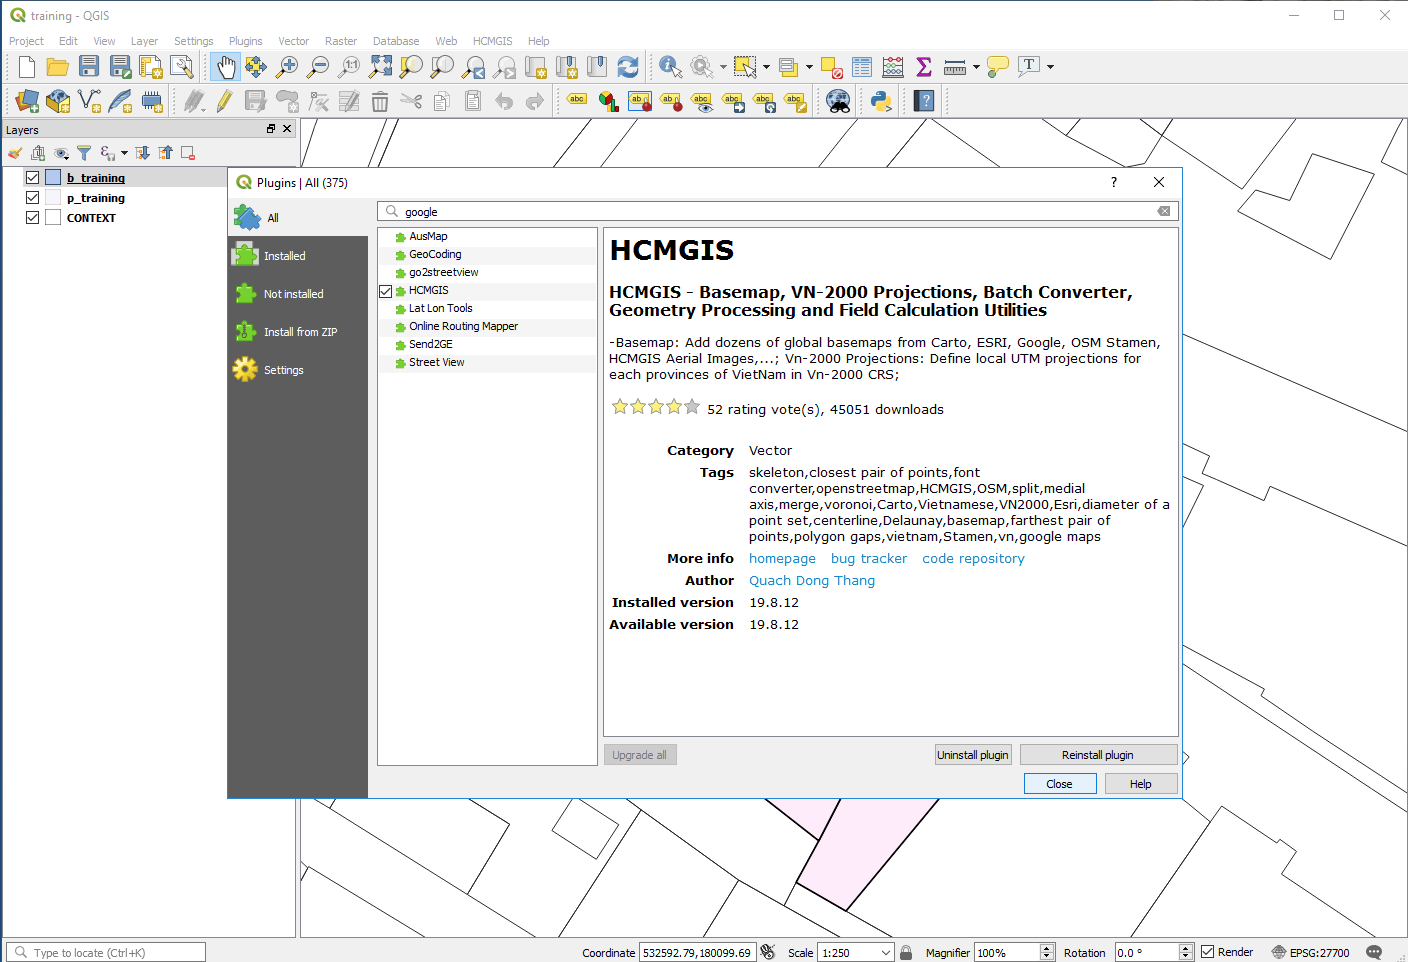 training - QGIS
Project Edit View Layer Settings Plugins Vector Raster Database Web HCMGIS Help
Layers
b_training
p_training
CONTEXT
Plugins | All (375)
?
All
Installed
Not installed
Install from ZIP
Settings
google
AusMap
GeoCoding
go2streetview
HCMGIS
Lat Lon Tools
Online Routing Mapper
Send2GE
Street View
HCMGIS
HCMGIS - Basemap, VN-2000 Projections, Batch Converter,
Geometry Processing and Field Calculation Utilities
-Basemap: Add dozens of global basemaps from Carto, ESRI, Google, OSM Stamen,
HCMGIS Aerial Images,...; Vn-2000 Projections: Define local UTM projections for
each provinces of VietNam in Vn-2000 CRS;
52 rating vote(s), 45051 downloads
Category Vector
Tags skeleton,closest pair of points,font
converter,openstreetmap,HCMGIS,OSM,split,medial
axis,merge,voronoi,Carto,Vietnamese,VN2000,Esri,diameter of a
point set,centerline,Delaunay,basemap,farthest pair of
points,polygon gaps,vietnam,Stamen,vn,google maps
More info homepage bug tracker code repository
Author Quach Dong Thang
Installed version 19.8.12
Available version 19.8.12
Upgrade all Uninstall plugin Reinstall plugin
Close Help
Type to locate (Ctrl+K) Coordinate 532592.79,180099.69 Scale 1:250 Magnifier 100% Rotation 0.0 ° Render EPSG:27700